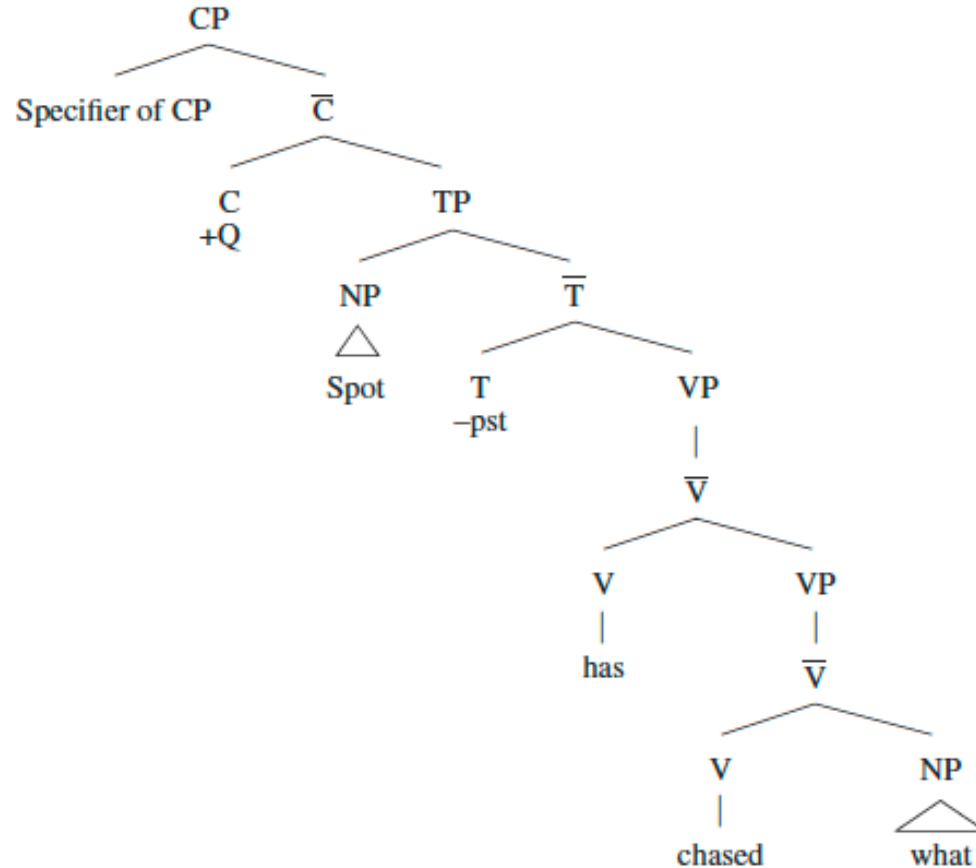 CP
Specifier of CP C̅
C TP
+Q
NP T̅
Spot T VP
–pst
V̅
V VP
has
V̅
V NP
chased what